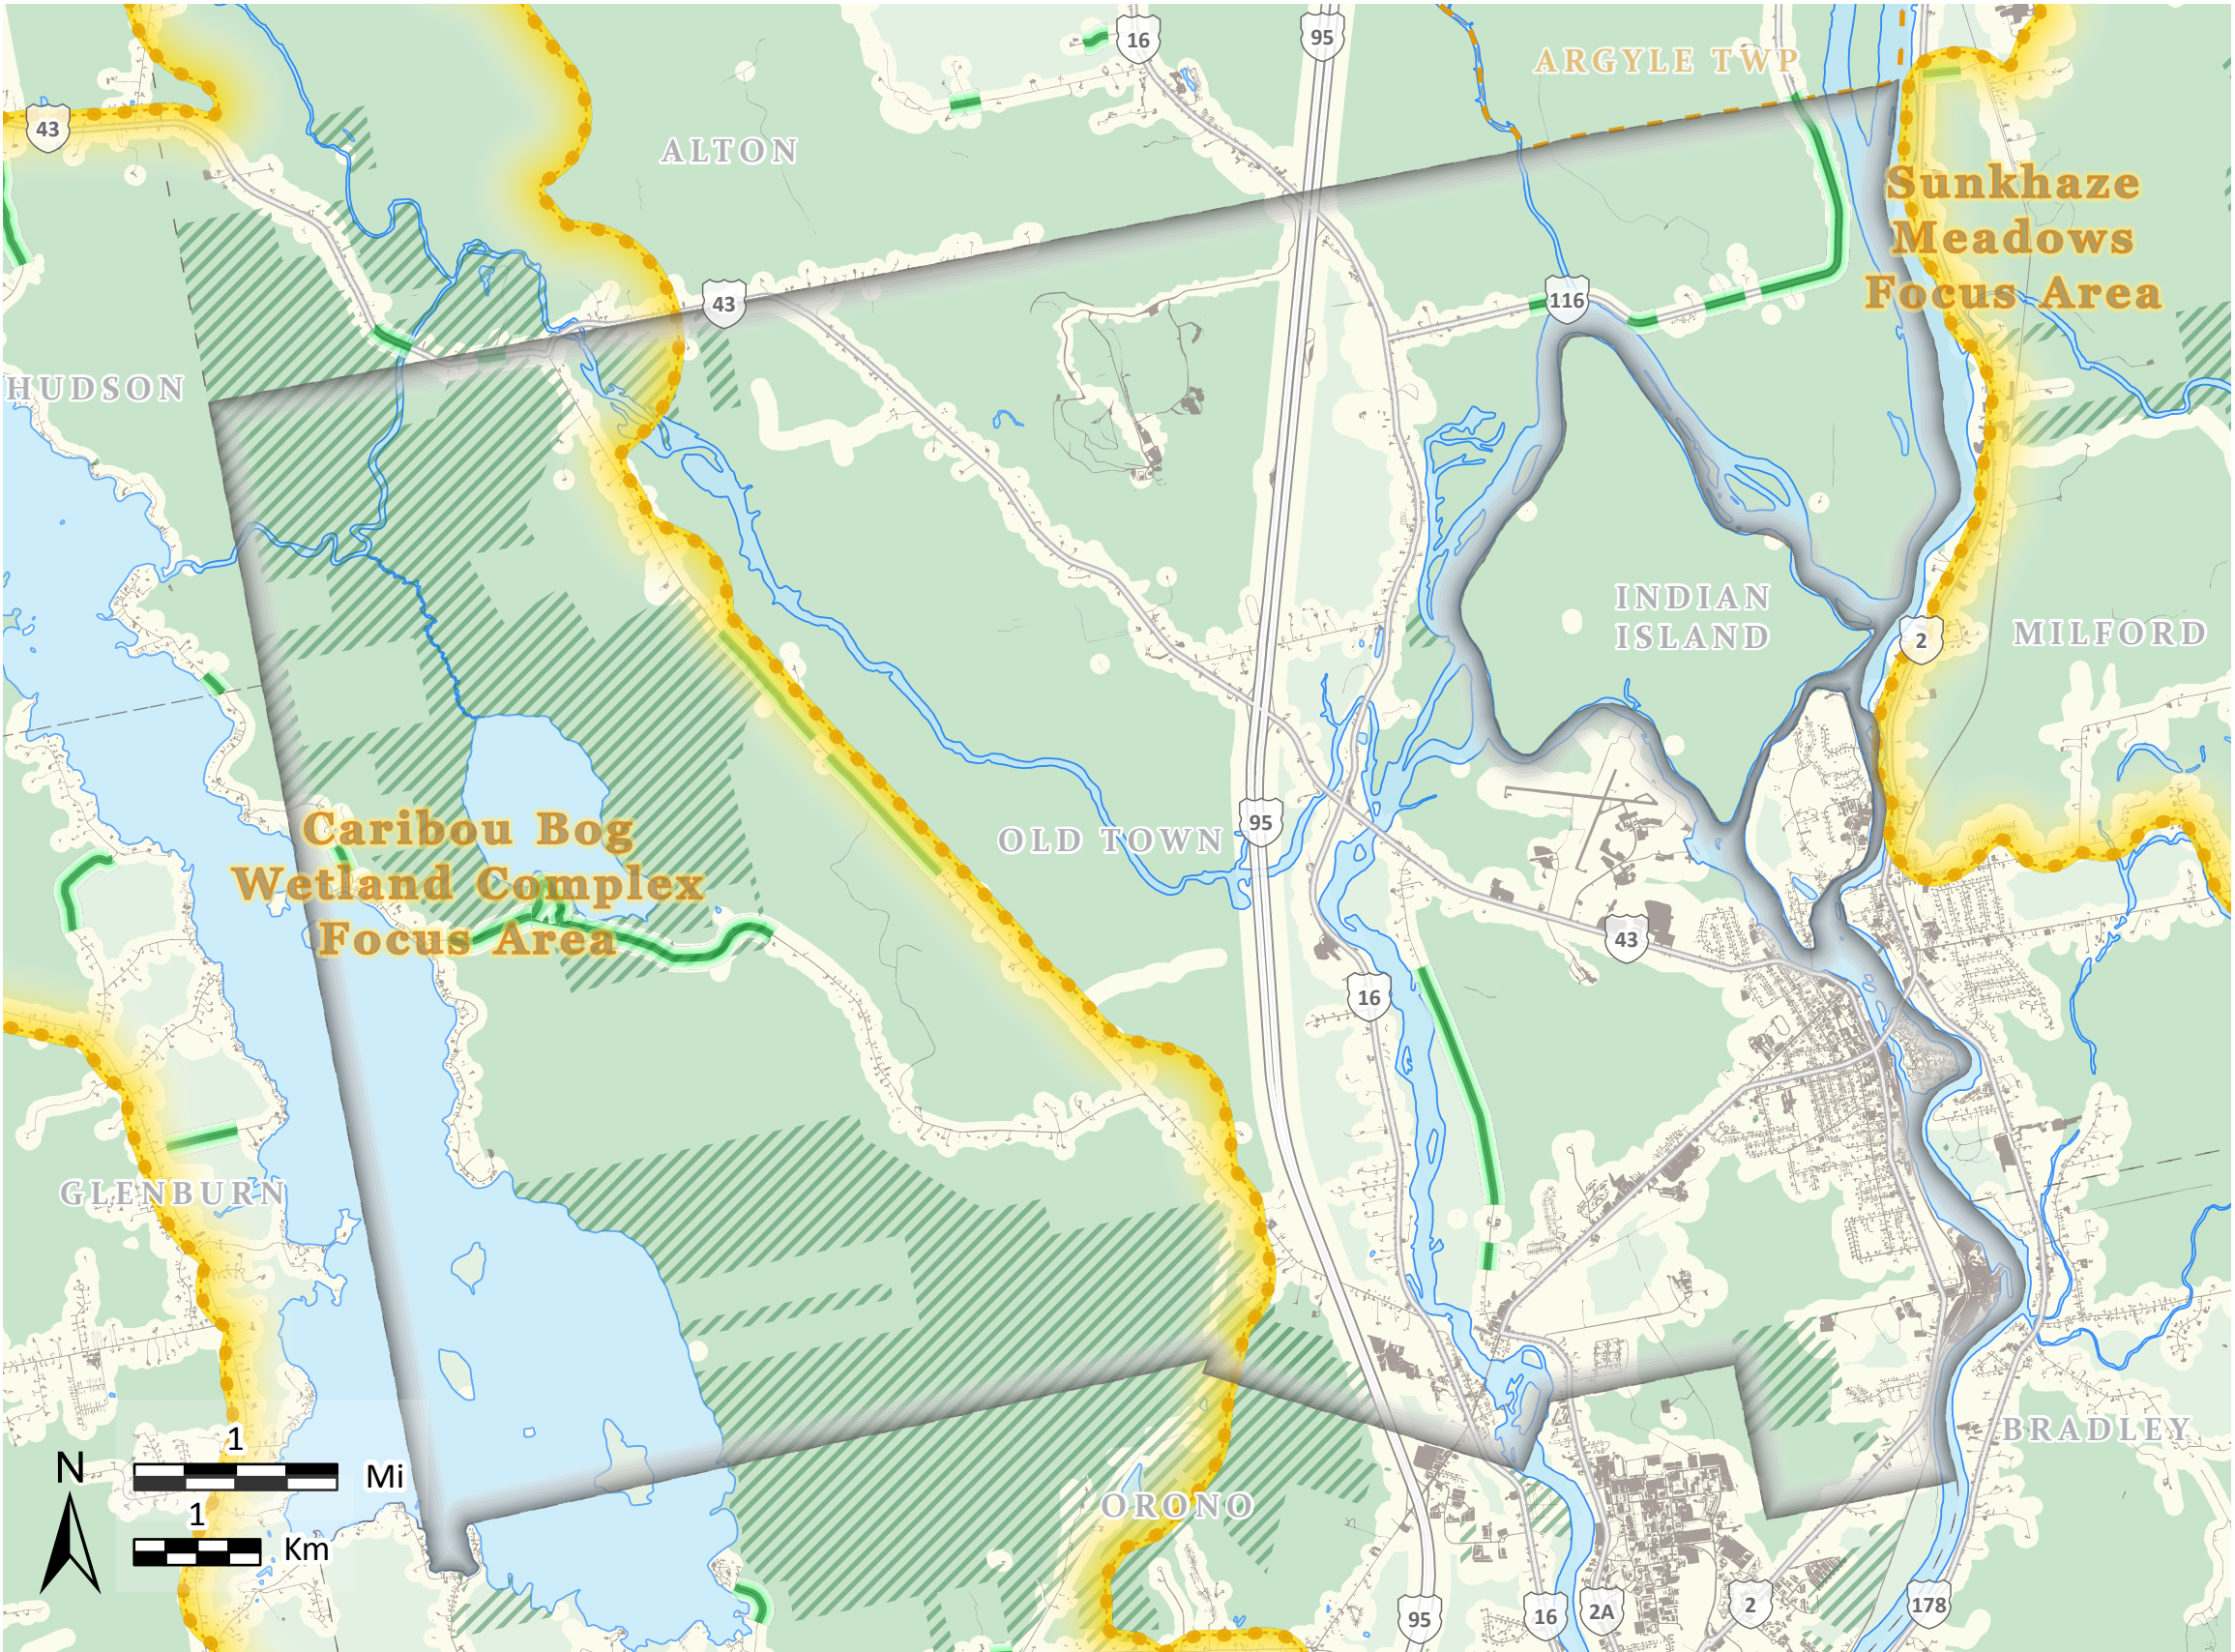 16
95
ARGYLE TWP
43
ALTON
Sunkhaze
Meadows
Focus Area
43
116
HUDSON
INDIAN
ISLAND
2
MILFORD
95
OLD TOWN
Caribou Bog
Wetland Complex
Focus Area
43
16
GLENBURN
BRADLEY
1
N
Mi
1
Km
ORONO
95
16
2A
2
178